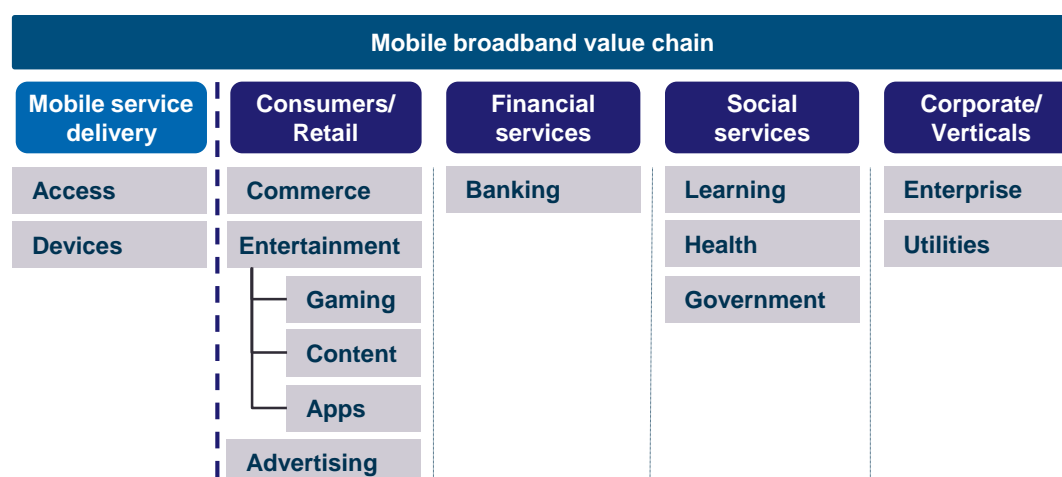 Mobile broadband value chain
Mobile service
delivery
Consumers/
Retail
Financial
services
Social
services
Corporate/
Verticals
Access
Commerce
Banking
Learning
Enterprise
Devices
Entertainment
Health
Utilities
Gaming
Government
Content
Apps
Advertising